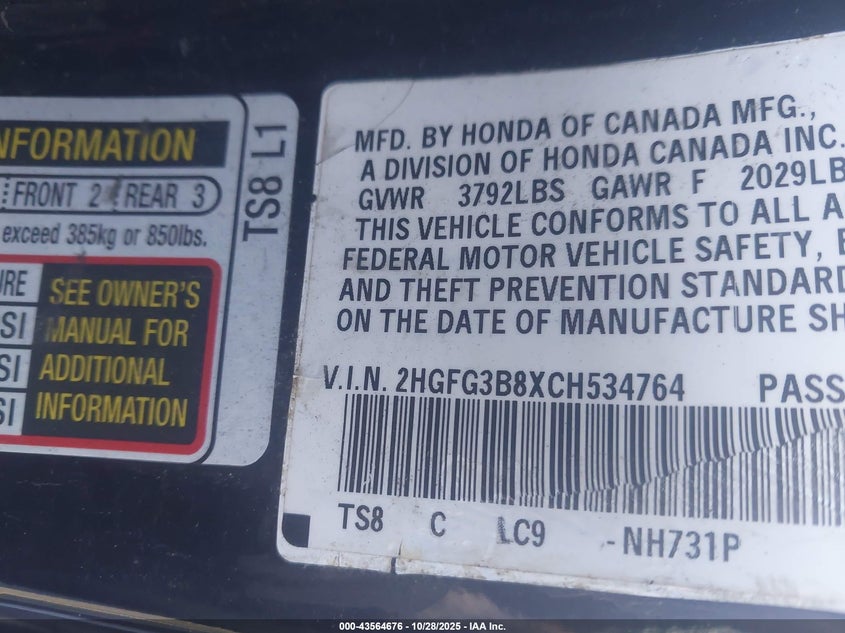 NFORMATION
FRONT 2 REAR 3
exceed 385kg or 850lbs.
URE
SI
SI
SI
SEE OWNER'S
MANUAL FOR
ADDITIONAL
INFORMATION
TS8 L1
MFD. BY HONDA OF CANADA MFG.,
A DIVISION OF HONDA CANADA INC.
GVWR 3792LBS GAWR F 2029LB
THIS VEHICLE CONFORMS TO ALL A
FEDERAL MOTOR VEHICLE SAFETY, B
AND THEFT PREVENTION STANDARD
ON THE DATE OF MANUFACTURE SH
V.I.N. 2HGFG3B8XCH534764 PASS
TS8 C LC9 -NH731P
000-43564676 | 10/28/2025 - IAA Inc.